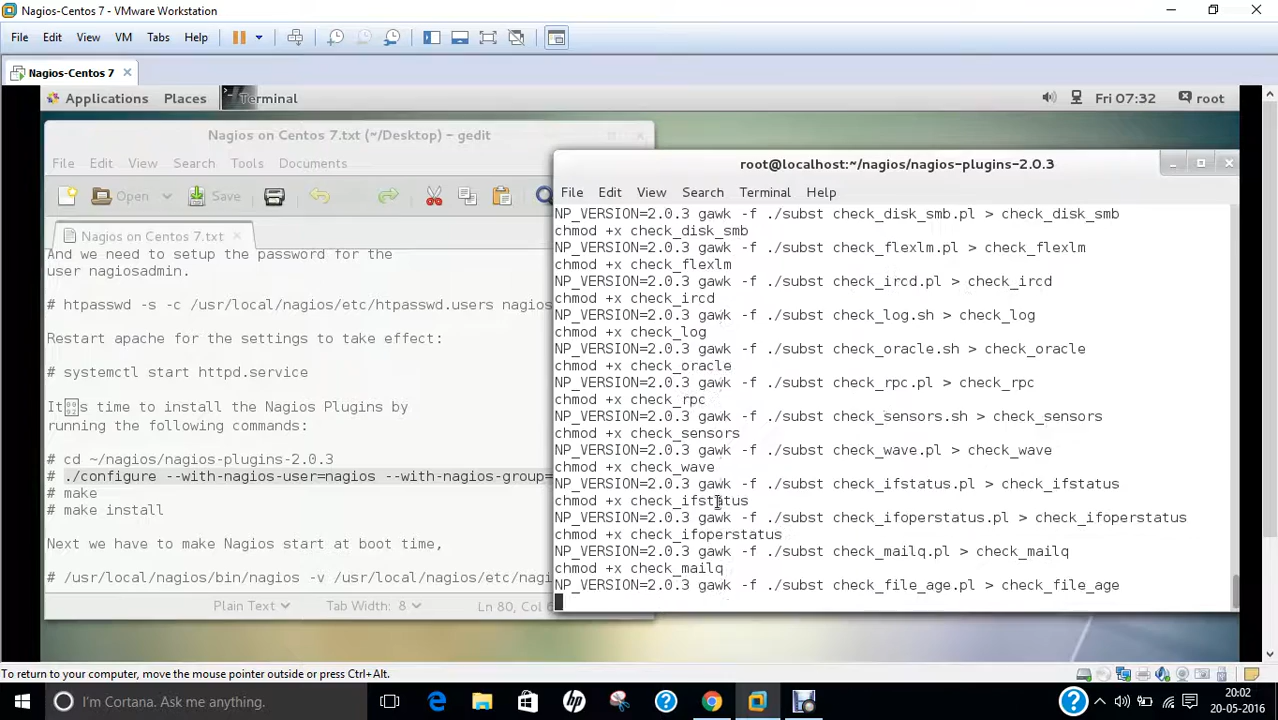 Nagios-Centos 7 - VMware Workstation
File Edit View VM Tabs Help
Nagios-Centos 7
Applications Places Terminal Fri 07:32 root
Nagios on Centos 7.txt (~/Desktop) - gedit
File Edit View Search Tools Documents
Open Save
Nagios on Centos 7.txt
And we need to setup the password for the
user nagiosadmin.
# htpasswd -s -c /usr/local/nagios/etc/htpasswd.users nagios
Restart apache for the settings to take effect:
# systemctl start httpd.service
It s time to install the Nagios Plugins by
running the following commands:
# cd ~/nagios/nagios-plugins-2.0.3
# ./configure --with-nagios-user=nagios --with-nagios-group=
# make
# make install
Next we have to make Nagios start at boot time,
# /usr/local/nagios/bin/nagios -v /usr/local/nagios/etc/nagi
Plain Text Tab Width: 8 Ln 80, Col 6
root@localhost:~/nagios/nagios-plugins-2.0.3
File Edit View Search Terminal Help
NP_VERSION=2.0.3 gawk -f ./subst check_disk_smb.pl > check_disk_smb
chmod +x check_disk_smb
NP_VERSION=2.0.3 gawk -f ./subst check_flexlm.pl > check_flexlm
chmod +x check_flexlm
NP_VERSION=2.0.3 gawk -f ./subst check_ircd.pl > check_ircd
chmod +x check_ircd
NP_VERSION=2.0.3 gawk -f ./subst check_log.sh > check_log
chmod +x check_log
NP_VERSION=2.0.3 gawk -f ./subst check_oracle.sh > check_oracle
chmod +x check_oracle
NP_VERSION=2.0.3 gawk -f ./subst check_rpc.pl > check_rpc
chmod +x check_rpc
NP_VERSION=2.0.3 gawk -f ./subst check_sensors.sh > check_sensors
chmod +x check_sensors
NP_VERSION=2.0.3 gawk -f ./subst check_wave.pl > check_wave
chmod +x check_wave
NP_VERSION=2.0.3 gawk -f ./subst check_ifstatus.pl > check_ifstatus
chmod +x check_ifstatus
NP_VERSION=2.0.3 gawk -f ./subst check_ifoperstatus.pl > check_ifoperstatus
chmod +x check_ifoperstatus
NP_VERSION=2.0.3 gawk -f ./subst check_mailq.pl > check_mailq
chmod +x check_mailq
NP_VERSION=2.0.3 gawk -f ./subst check_file_age.pl > check_file_age
To return to your computer, move the mouse pointer outside or press Ctrl+Alt.
I'm Cortana. Ask me anything.
20:02
20-05-2016